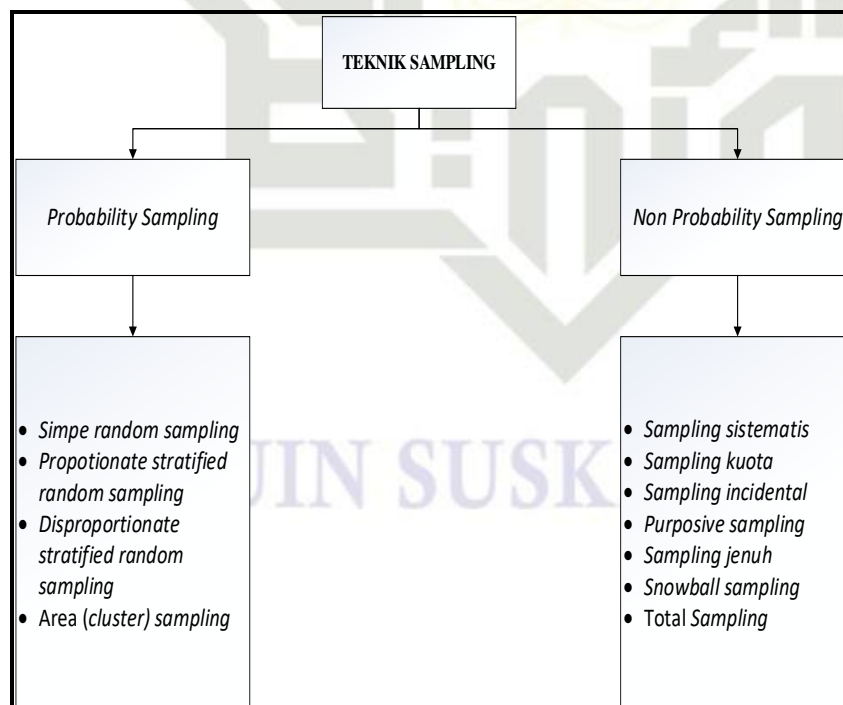 TEKNIK SAMPLING
Probability Sampling
Non Probability Sampling
• Simpe random sampling
• Propotionate stratified
random sampling
• Disproportionate
stratified random
sampling
• Area (cluster) sampling
• Sampling sistematis
• Sampling kuota
• Sampling incidental
• Purposive sampling
• Sampling jenuh
• Snowball sampling
• Total Sampling
UIN SUSK